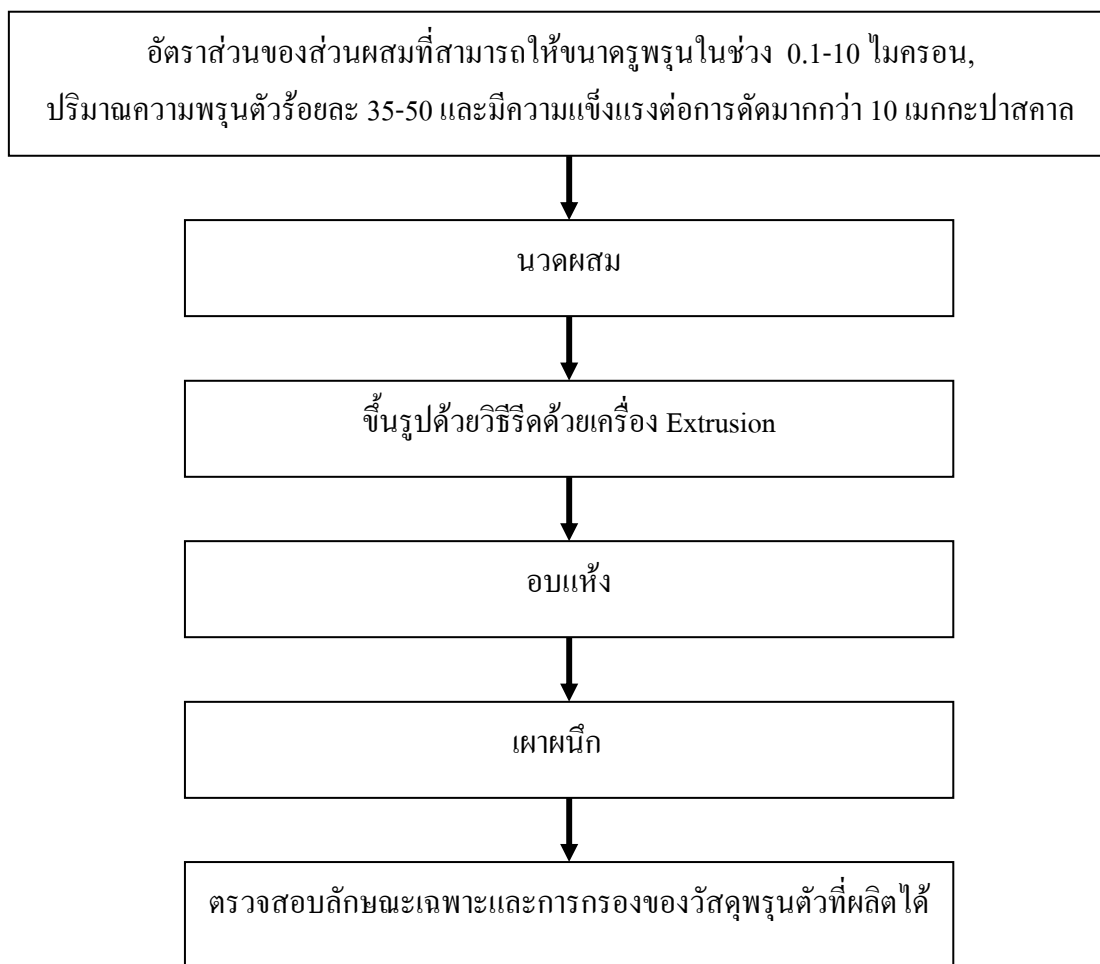 อัตราส่วนของส่วนผสมที่สามารถให้ขนาดรูพรุนในช่วง 0.1-10 ไมครอน,
ปริมาณความพรุนตัวร้อยละ 35-50 และมีความแข็งแรงต่อการดัดมากกว่า 10 เมกกะปาสคาล
นวดผสม
ขึ้นรูปด้วยวิธีรีดด้วยเครื่อง Extrusion
อบแห้ง
เผาผนึก
ตรวจสอบลักษณะเฉพาะและการกรองของวัสดุพรุนตัวที่ผลิตได้